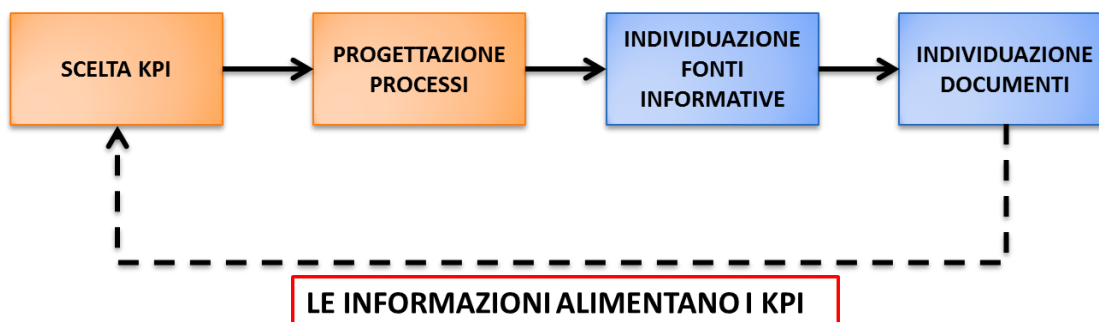 SCELTA KPI
PROGETTAZIONE
PROCESSI
INDIVIDUAZIONE
FONTI
INFORMATIVE
INDIVIDUAZIONE
DOCUMENTI
LE INFORMAZIONI ALIMENTANO I KPI